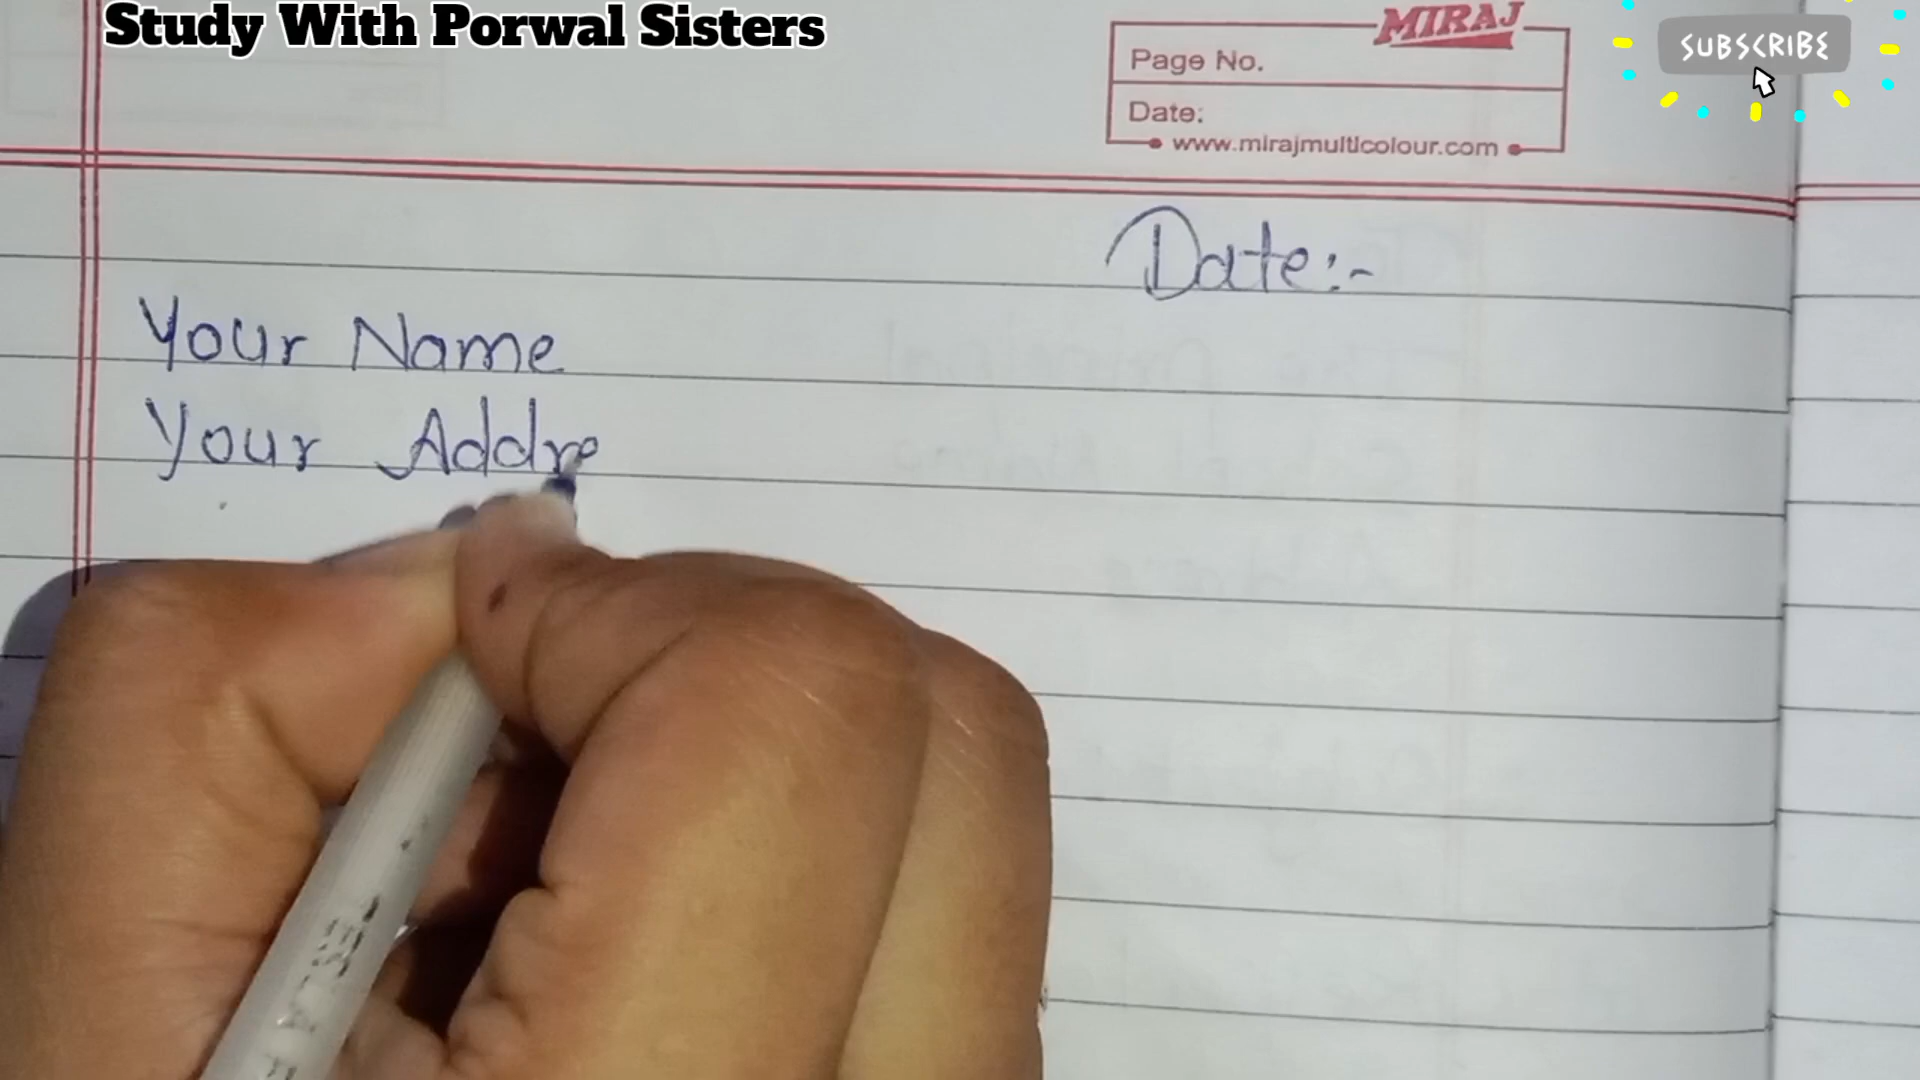 Study With Porwal Sisters
MIRAJ
SUBSCRIBE
Page No.
Date:
www.mirajmulticolour.com
Date:-
Your Name
Your Addre